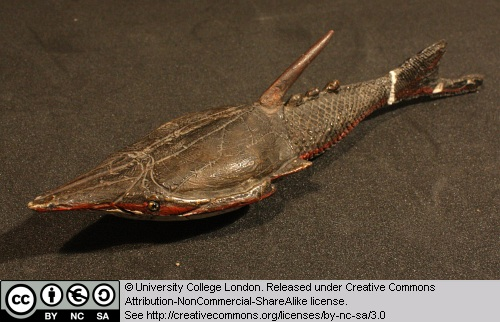 © University College London. Released under Creative Commons
Attribution-NonCommercial-ShareAlike license.
See http://creativecommons.org/licenses/by-nc-sa/3.0
cc
BY NC SA